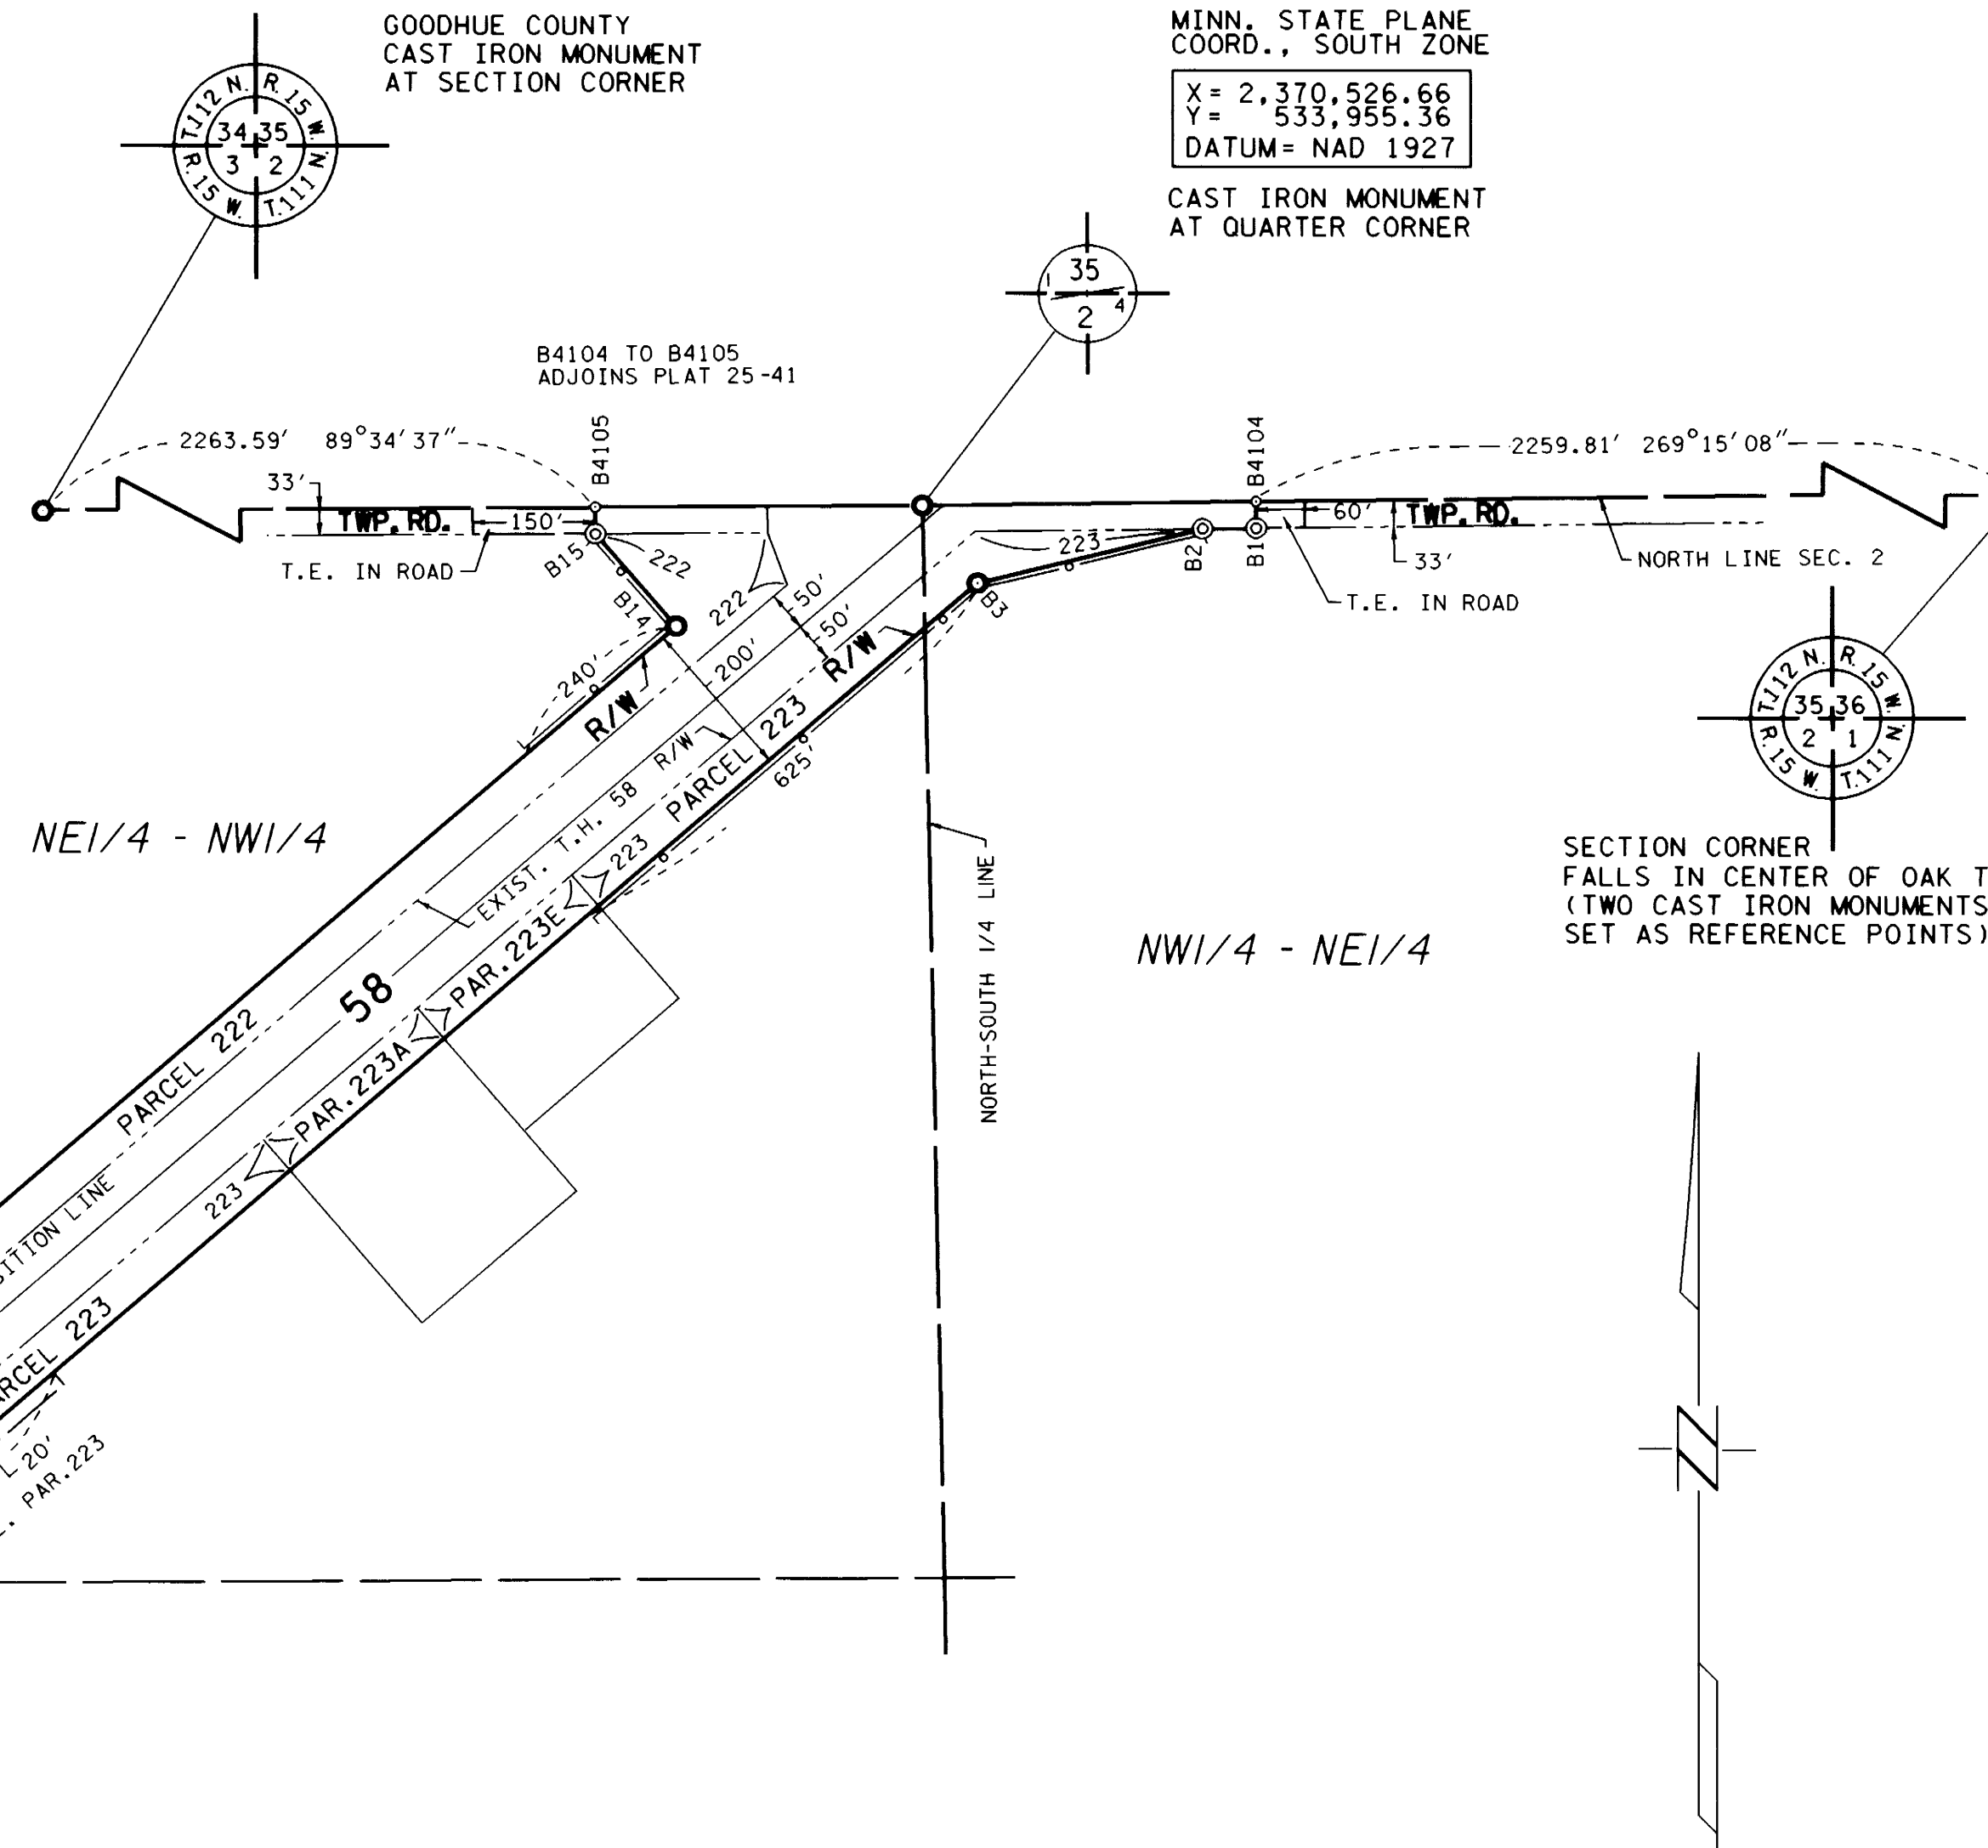 GOODHUE COUNTY
CAST IRON MONUMENT
AT SECTION CORNER
MINN. STATE PLANE
COORD., SOUTH ZONE
X= 2,370,526.66
Y= 533,955.36
DATUM= NAD 1927
CAST IRON MONUMENT
AT QUARTER CORNER
T.112 N. R. 15 W.
34 35
3 2
R. 15 W. T.111 N.
35
1 4
2
B4104 TO B4105
ADJOINS PLAT 25-41
2263.59' 89°34'37"
B4105
B4104
2259.81' 269°15'08"
33'
TWP. RD.
150'
60'
TWP. RD.
T.E. IN ROAD
B15
222
B14
222
50'
50'
223
B2
B1
33'
NORTH LINE SEC. 2
T.E. IN ROAD
B3
240'
200'
R/W
R/W
T.112 N. R. 15 W.
35 36
2 1
R. 15 W. T.111 N.
PARCEL 223
625'
EXIST. T.H. 58 R/W
NE1/4 - NW1/4
223
SECTION CORNER
FALLS IN CENTER OF OAK T
(TWO CAST IRON MONUMENTS
SET AS REFERENCE POINTS)
NW1/4 - NE1/4
NORTH-SOUTH 1/4 LINE
PAR. 223E
58
PARCEL 222
PAR. 223A
223
SITION LINE
ARCEL 223
20'
. PAR. 223
N